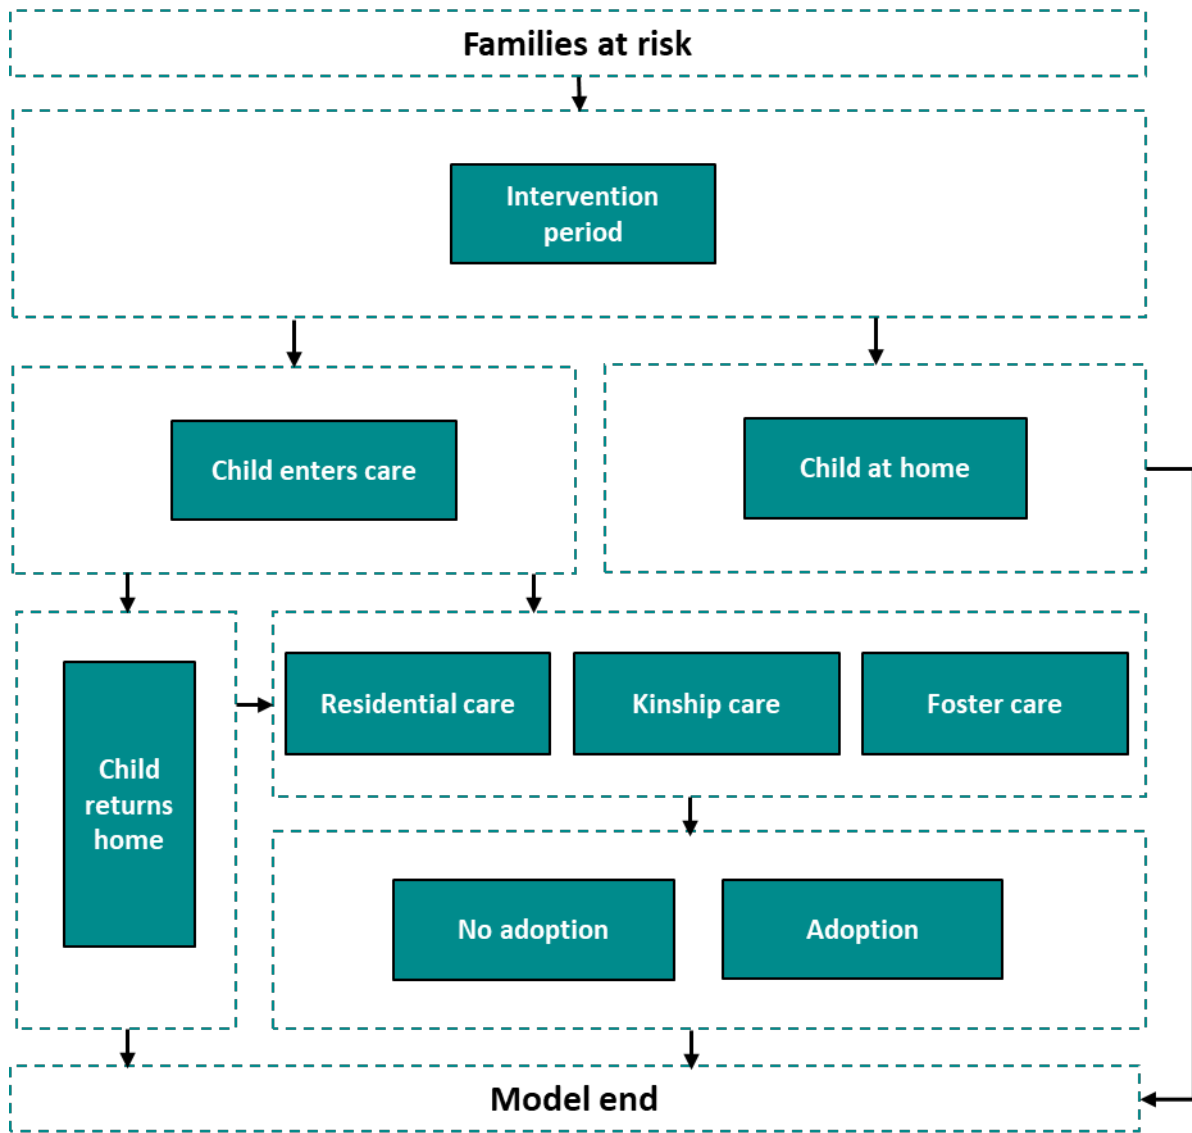 Families at risk
Intervention
period
Child enters care
Child at home
Residential care
Kinship care
Foster care
Child
returns
home
No adoption
Adoption
Model end